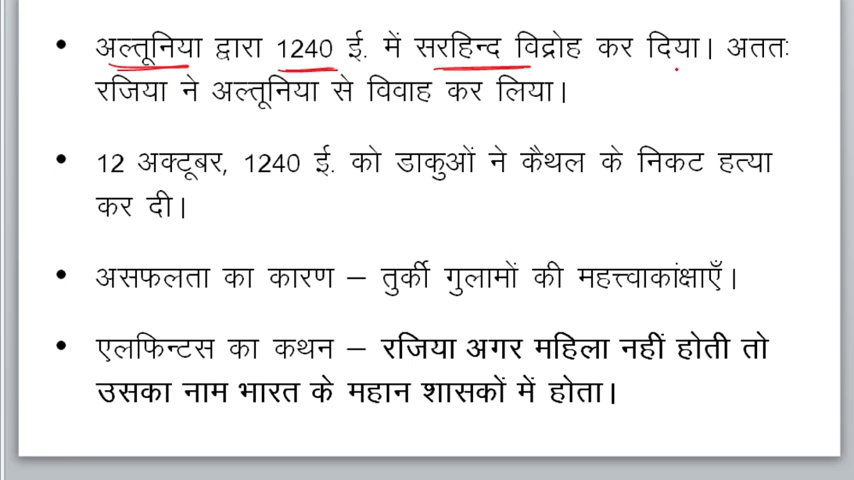 • अल्तूनिया द्वारा 1240 ई. में सरहिन्द विद्रोह कर दिया। अततः
रजिया ने अल्तूनिया से विवाह कर लिया।
• 12 अक्टूबर, 1240 ई. को डाकुओं ने कैथल के निकट हत्या
कर दी।
• असफलता का कारण – तुर्की गुलामों की महत्त्वाकांक्षाएँ।
• एलफिन्टस का कथन – रजिया अगर महिला नहीं होती तो
उसका नाम भारत के महान शासकों में होता।